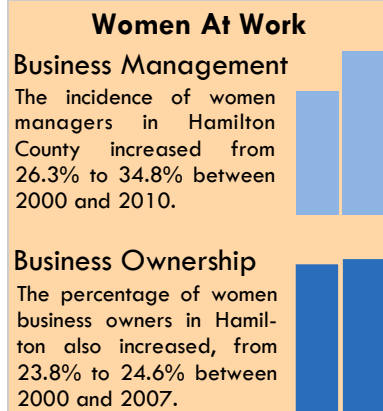 Women At Work
Business Management
The incidence of women
managers in Hamilton
County increased from
26.3% to 34.8% between
2000 and 2010.
Business Ownership
The percentage of women
business owners in Hamil-
ton also increased, from
23.8% to 24.6% between
2000 and 2007.